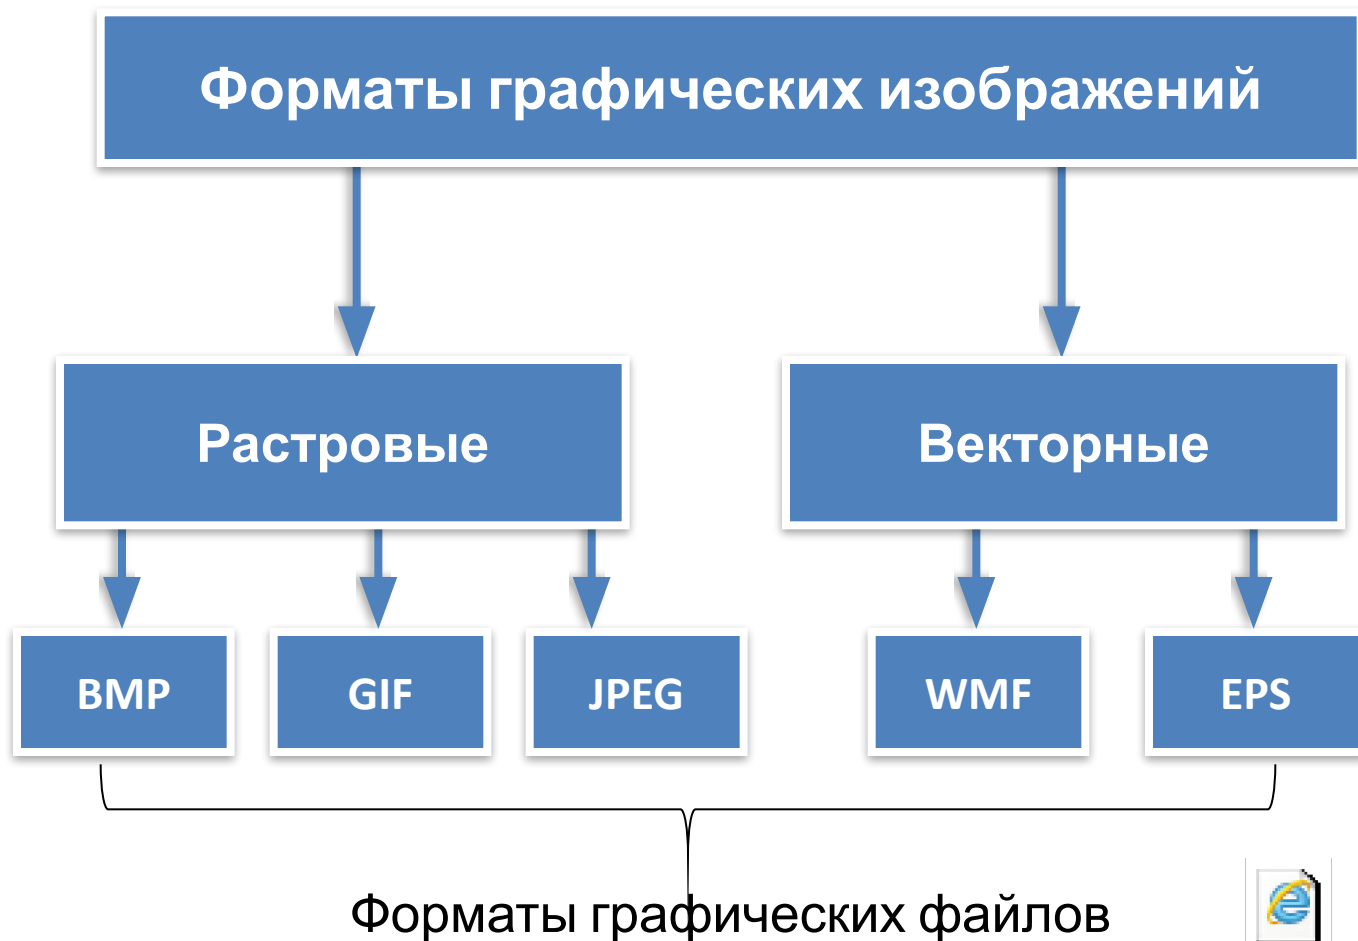 Форматы графических изображений
Растровые
Векторные
BMP
GIF
JPEG
WMF
EPS
Форматы графических файлов